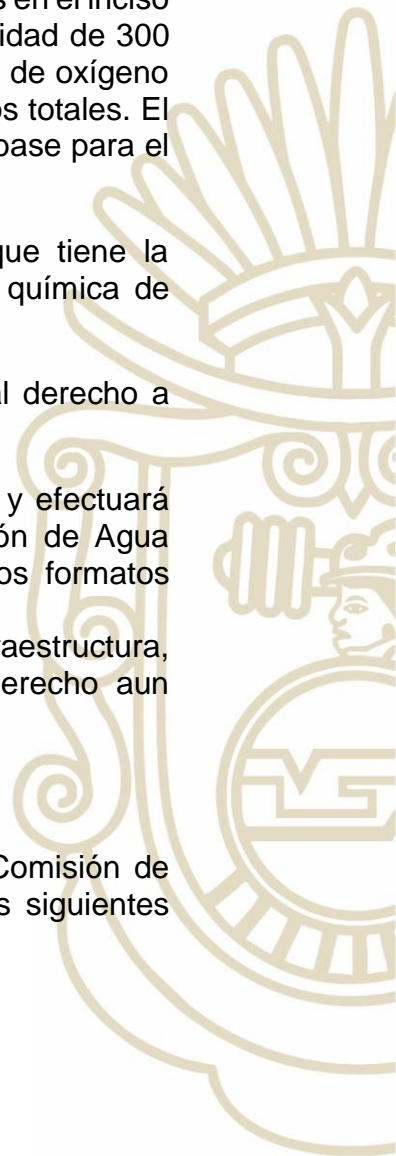 s en el inciso
idad de 300
de oxígeno
os totales. El
base para el
que tiene la
química de
al derecho a
y efectuará
ón de Agua
os formatos
raestructura,
erecho aun
Comisión de
s siguientes